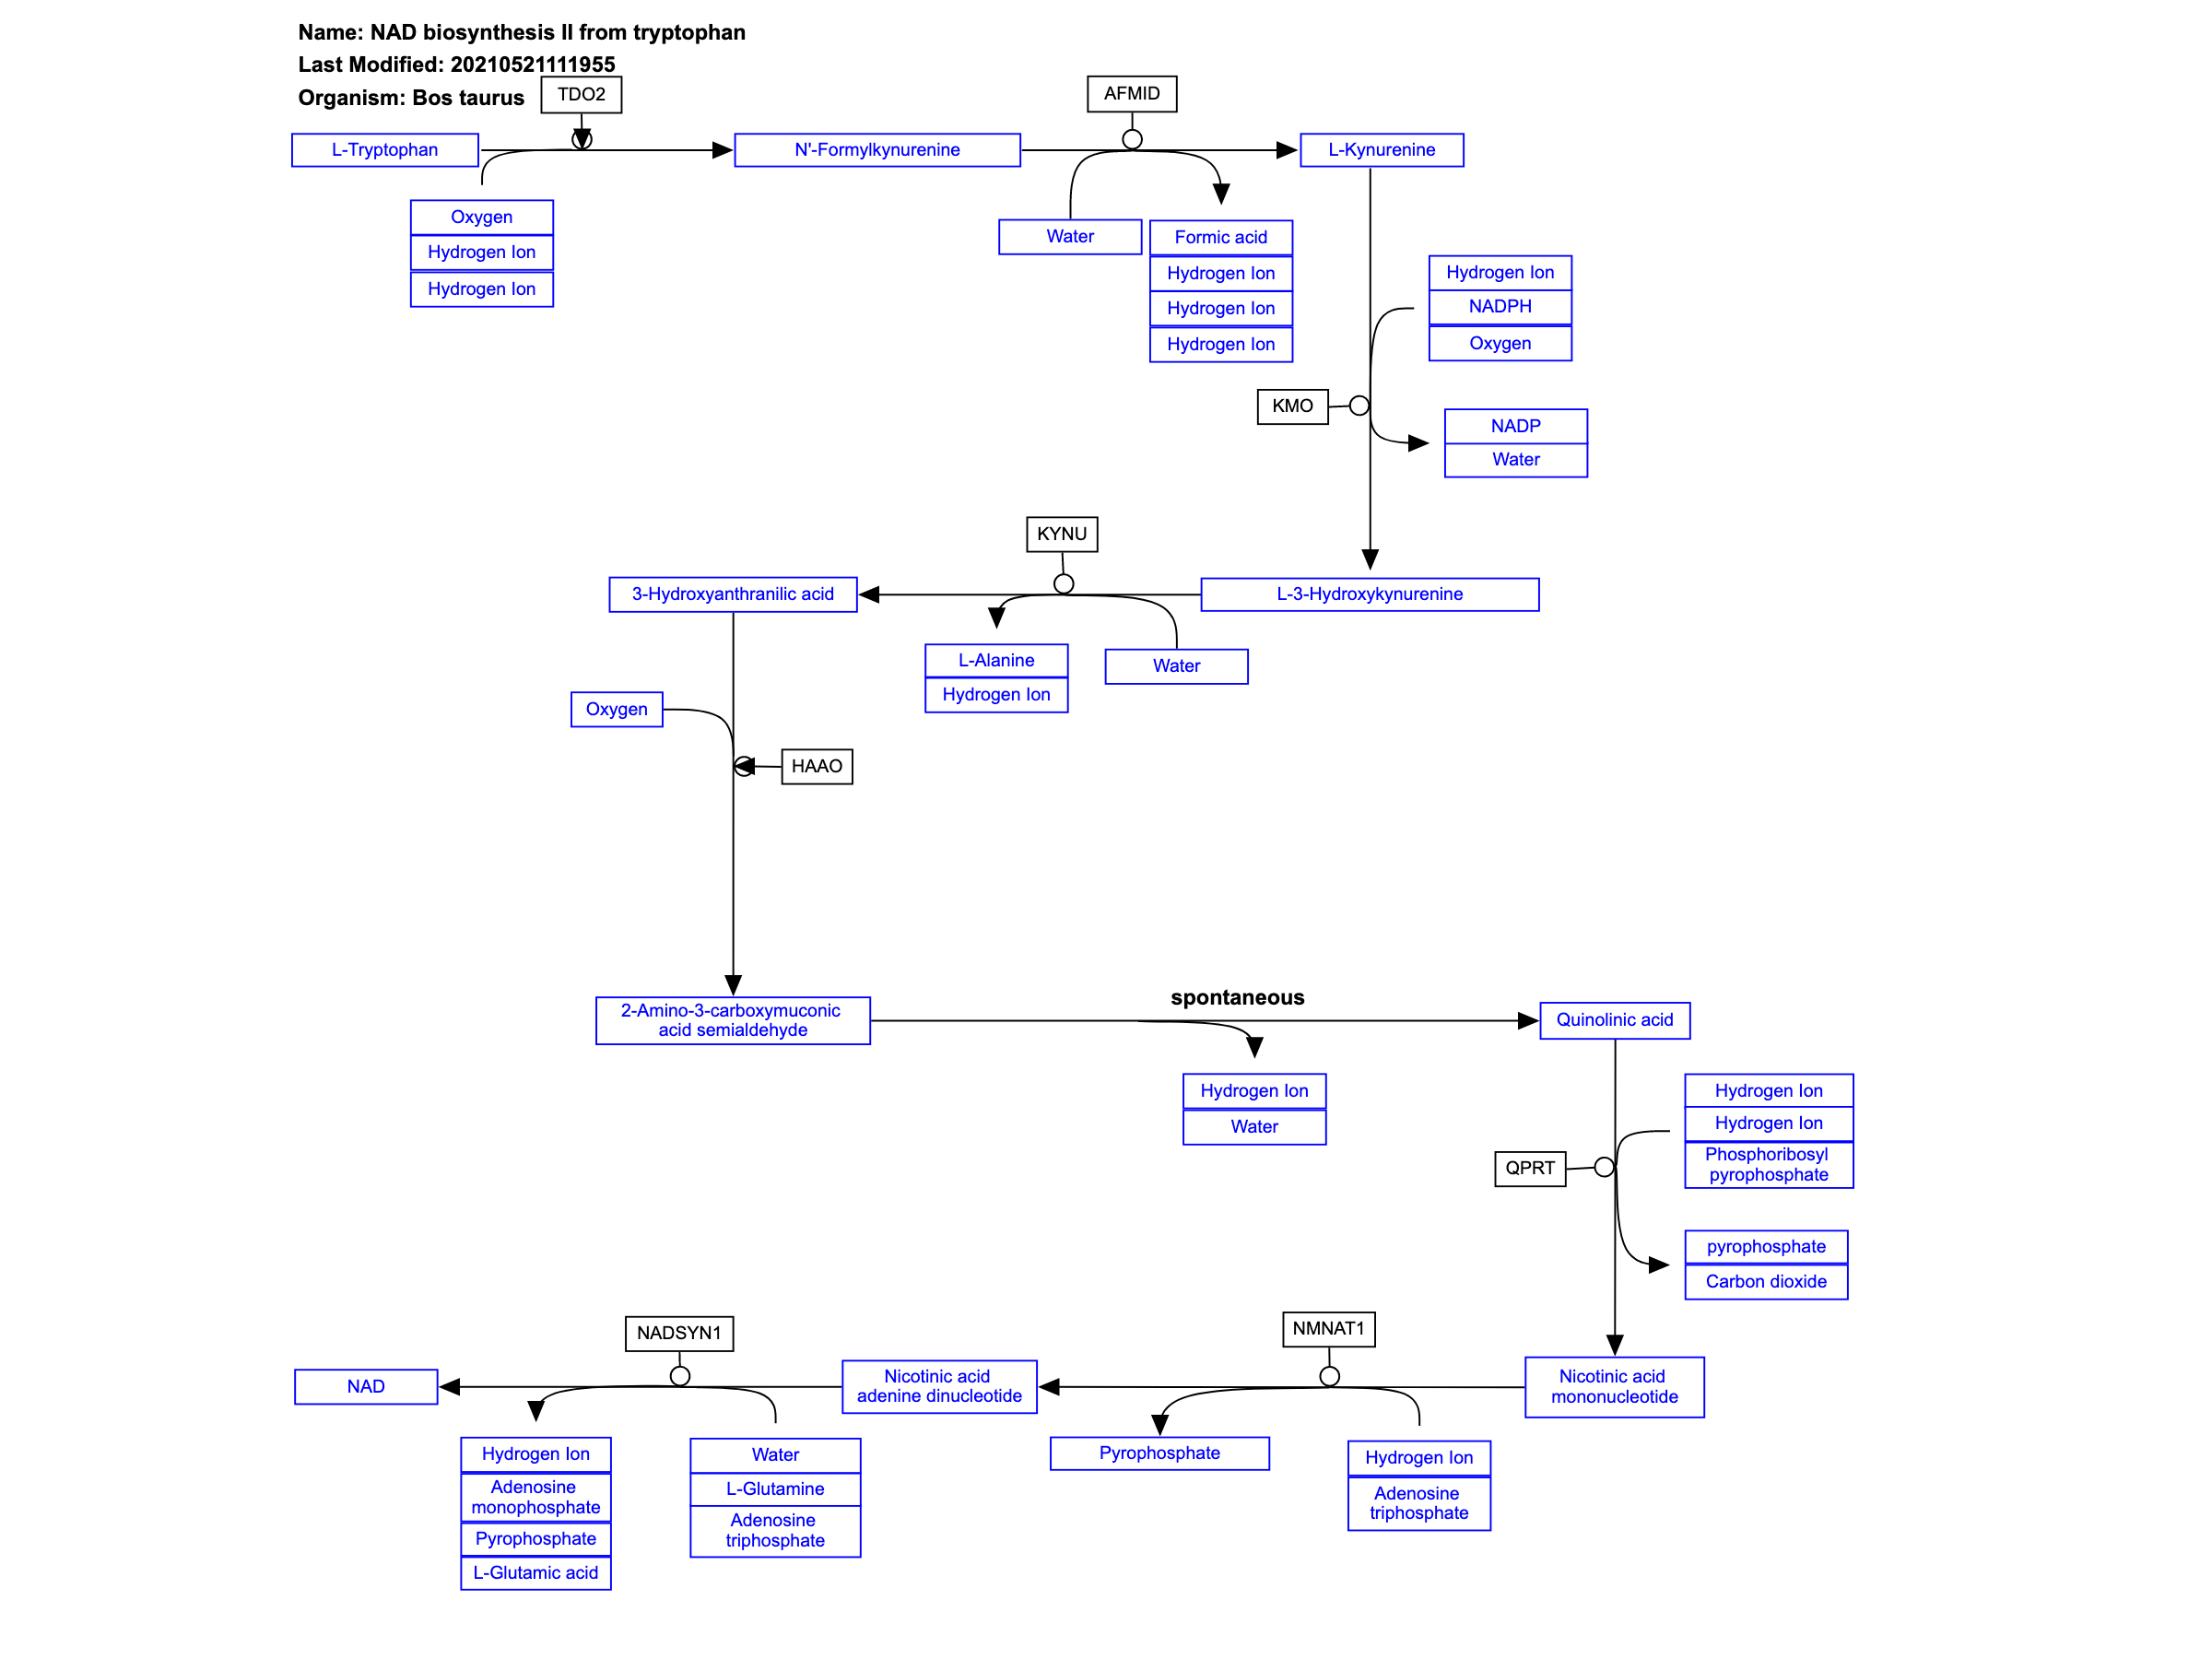 Name: NAD biosynthesis II from tryptophan
Last Modified: 20210521111955
Organism: Bos taurus
TDO2
AFMID
L-Tryptophan
N'-Formylkynurenine
L-Kynurenine
Oxygen
Hydrogen Ion
Hydrogen Ion
Water
Formic acid
Hydrogen Ion
Hydrogen Ion
Hydrogen Ion
Hydrogen Ion
NADPH
Oxygen
KMO
NADP
Water
KYNU
3-Hydroxyanthranilic acid
L-3-Hydroxykynurenine
L-Alanine
Hydrogen Ion
Water
Oxygen
HAAO
2-Amino-3-carboxymuconic
acid semialdehyde
spontaneous
Quinolinic acid
Hydrogen Ion
Water
Hydrogen Ion
Hydrogen Ion
Phosphoribosyl
pyrophosphate
QPRT
pyrophosphate
Carbon dioxide
NADSYN1
NMNAT1
NAD
Nicotinic acid
adenine dinucleotide
Nicotinic acid
mononucleotide
Hydrogen Ion
Adenosine
monophosphate
Pyrophosphate
L-Glutamic acid
Water
L-Glutamine
Adenosine
triphosphate
Pyrophosphate
Hydrogen Ion
Adenosine
triphosphate